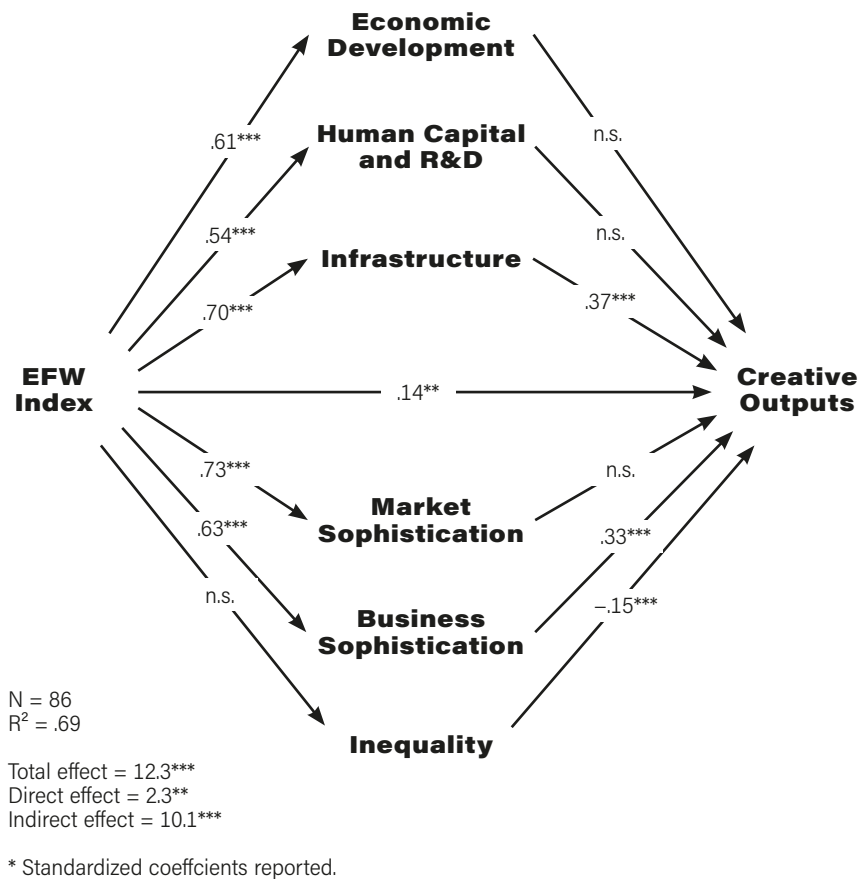 Economic
Development
.61***
n.s.
Human Capital
and R&D
.54***
n.s.
Infrastructure
.70***
.37***
EFW
Index
.14**
Creative
Outputs
.73***
n.s.
Market
Sophistication
.63***
.33***
n.s.
–.15***
Business
Sophistication
Inequality
N = 86
R² = .69
Total effect = 12.3***
Direct effect = 2.3**
Indirect effect = 10.1***
* Standardized coeffcients reported.